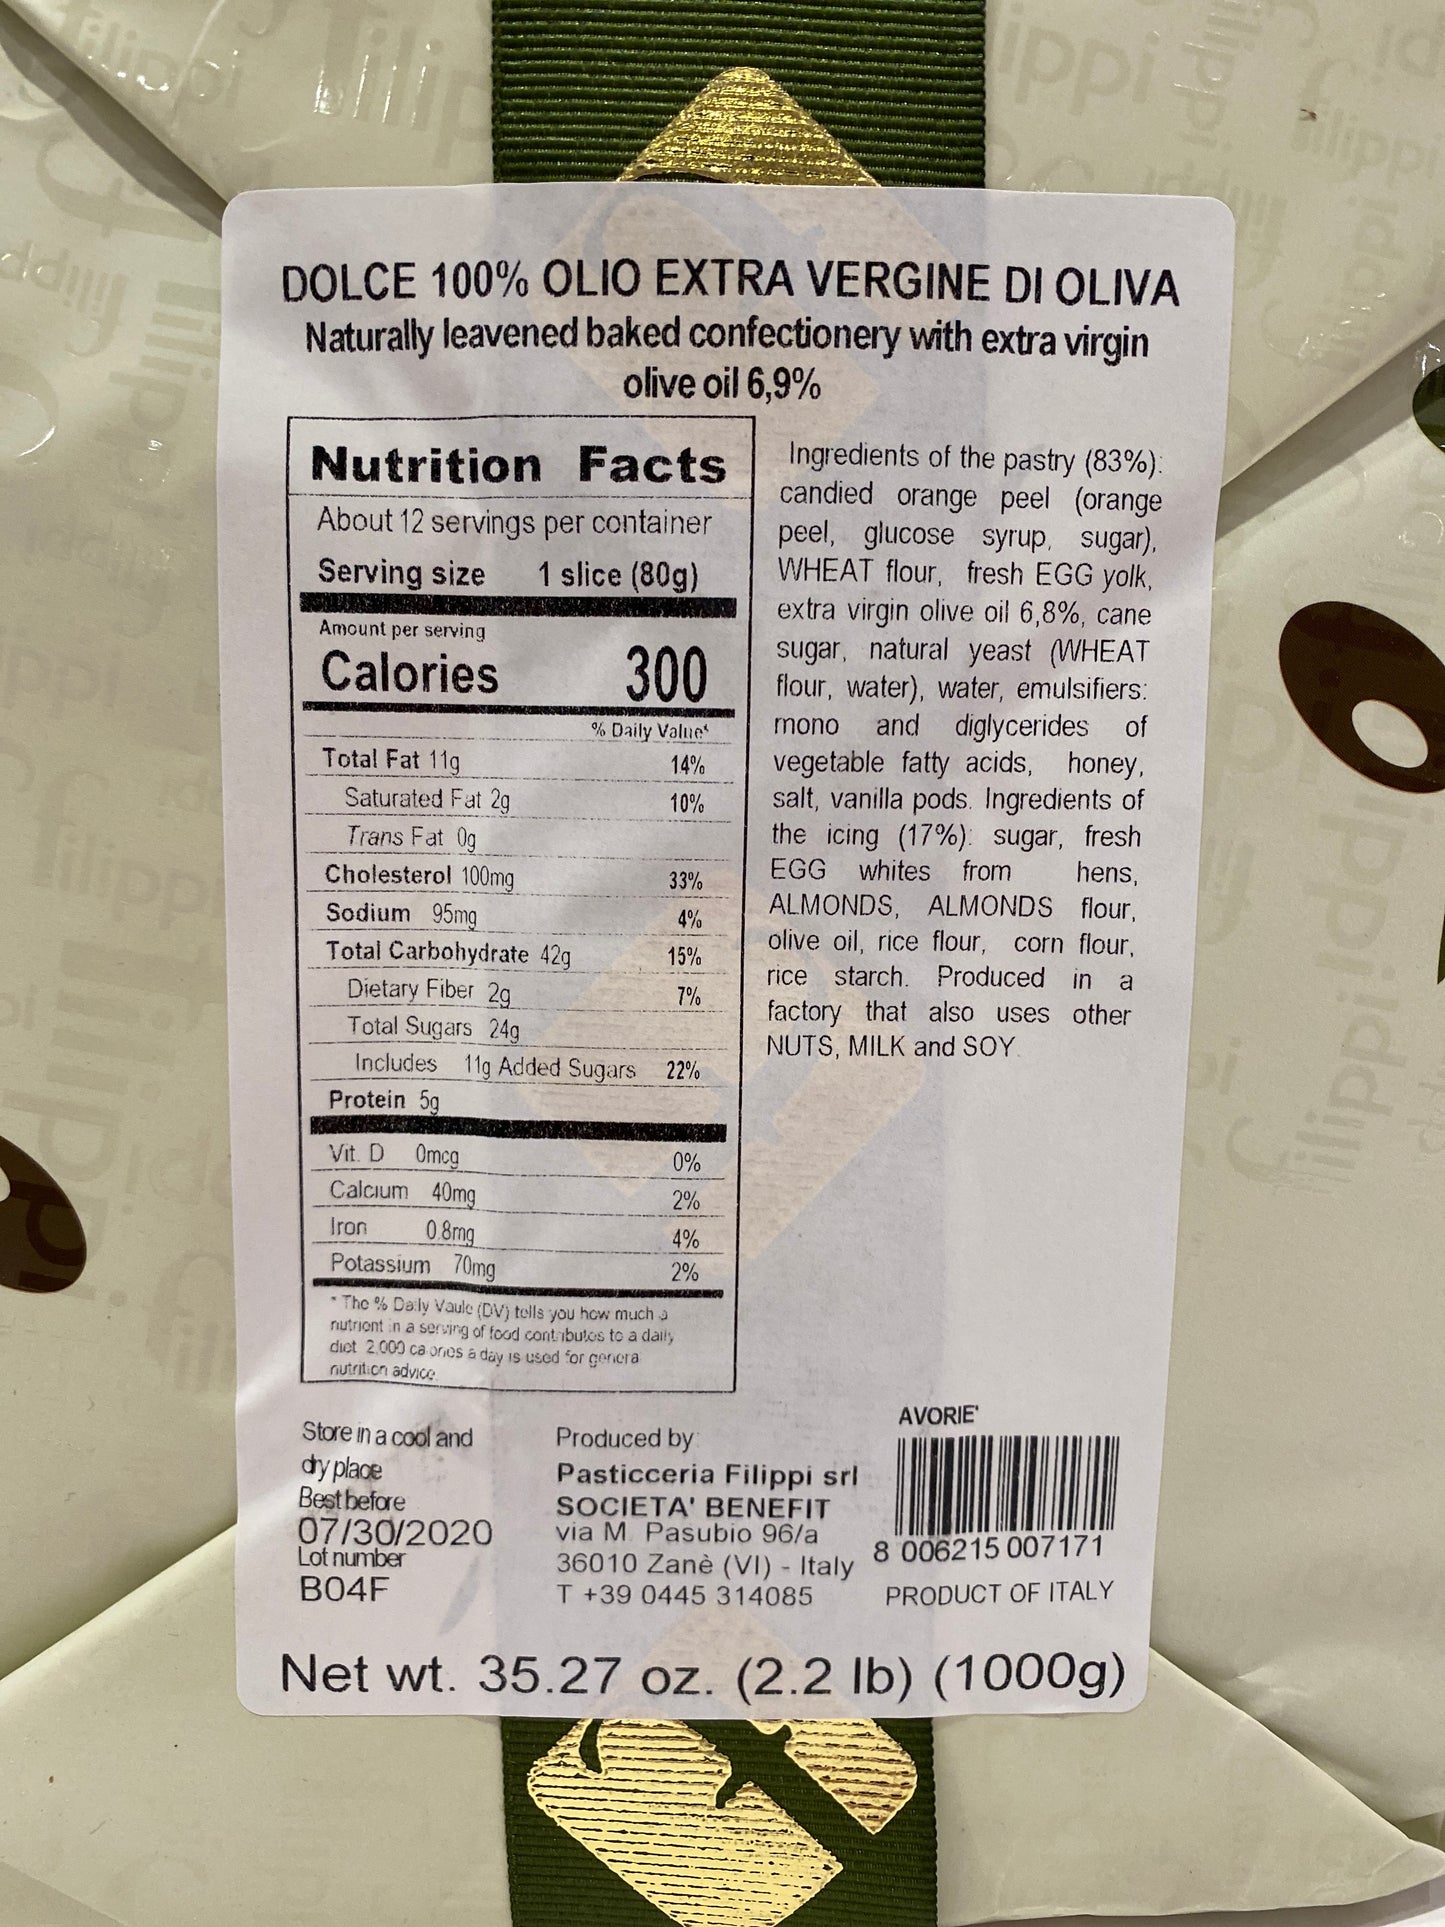 DOLCE 100% OLIO EXTRA VERGINE DI OLIVA
Naturally leavened baked confectionery with extra virgin
olive oil 6,9%
Nutrition Facts
About 12 servings per container
Serving size 1 slice (80g)
Amount per serving
Calories 300
% Daily Value*
Total Fat 11g 14%
Saturated Fat 2g 10%
Trans Fat 0g
Cholesterol 100mg 33%
Sodium 95mg 4%
Total Carbohydrate 42g 15%
Dietary Fiber 2g 7%
Total Sugars 24g
Includes 11g Added Sugars 22%
Protein 5g
Vit. D 0mcg 0%
Calcium 40mg 2%
Iron 0.8mg 4%
Potassium 70mg 2%
* The % Daily Vaule (DV) tells you how much a
nutrient in a serving of food contributes to a daily
diet. 2,000 calories a day is used for general
nutrition advice.
Ingredients of the pastry (83%):
candied orange peel (orange
peel, glucose syrup, sugar),
WHEAT flour, fresh EGG yolk,
extra virgin olive oil 6,8%, cane
sugar, natural yeast (WHEAT
flour, water), water, emulsifiers:
mono and diglycerides of
vegetable fatty acids, honey,
salt, vanilla pods. Ingredients of
the icing (17%): sugar, fresh
EGG whites from hens,
ALMONDS, ALMONDS flour,
olive oil, rice flour, corn flour,
rice starch. Produced in a
factory that also uses other
NUTS, MILK and SOY.
Store in a cool and
dry place
Best before
07/30/2020
Lot number
B04F
Produced by:
Pasticceria Filippi srl
SOCIETA' BENEFIT
via M. Pasubio 96/a
36010 Zanè (VI) - Italy
T +39 0445 314085
AVORIE'
8 006215 007171
PRODUCT OF ITALY
Net wt. 35.27 oz. (2.2 lb) (1000g)
filippi
filippi
filippi
filippi